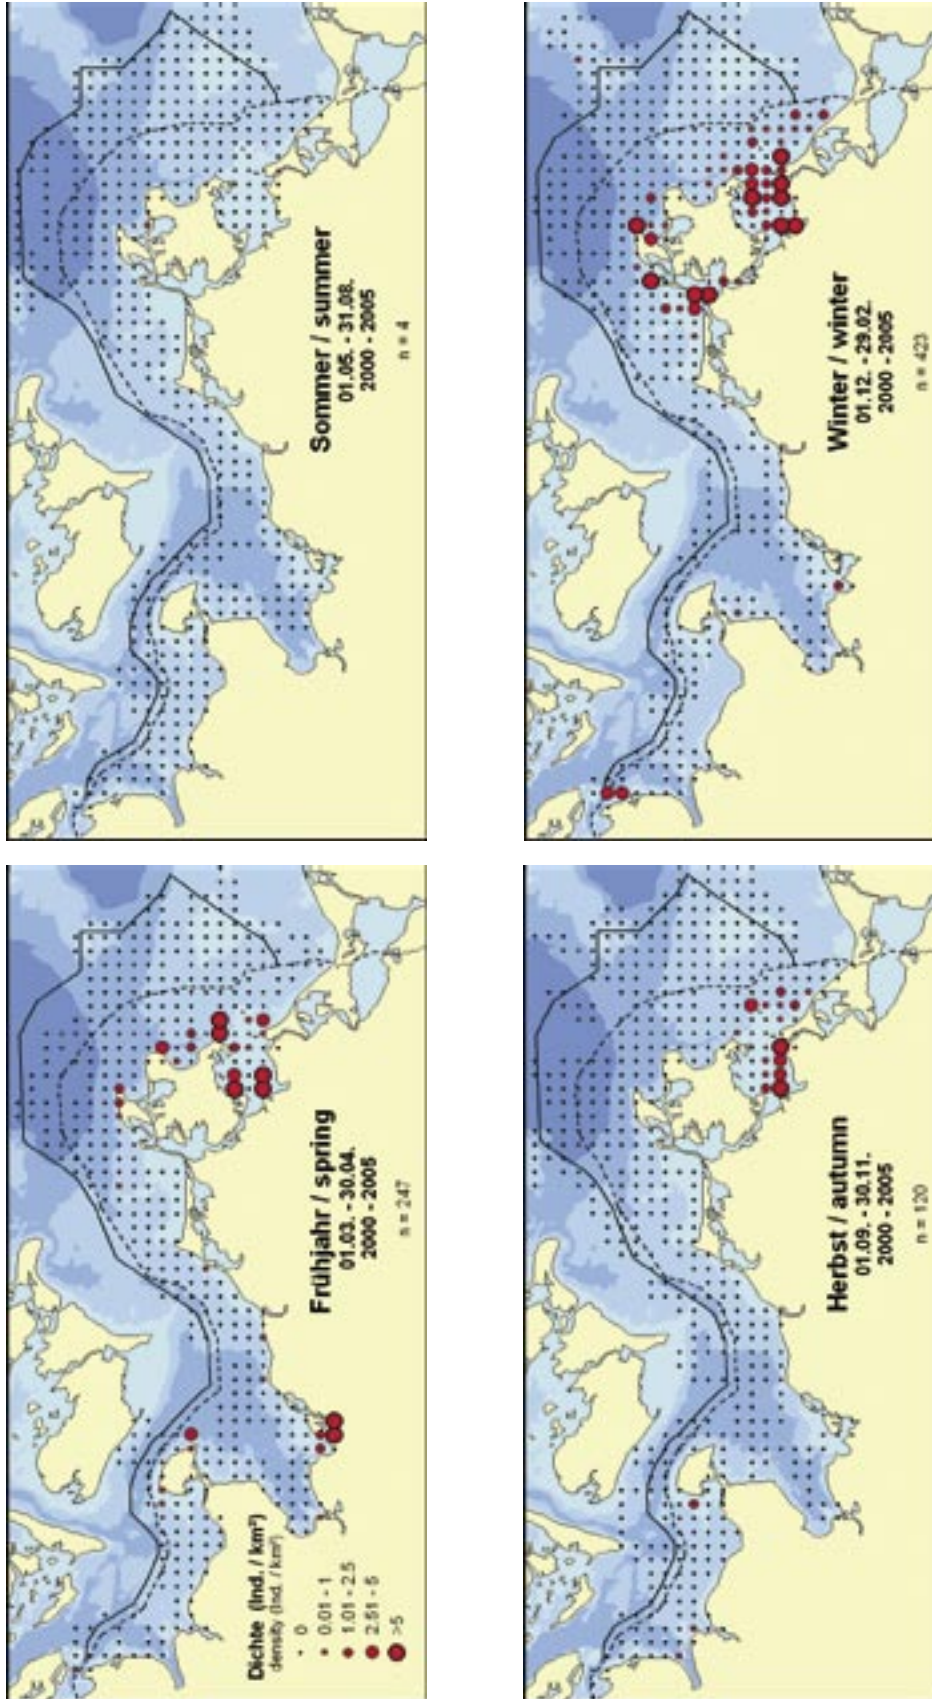 Frühjahr / spring
01.03. - 30.04.
2000 - 2005
n = 247
Dichte (Ind. / km²)
density (Ind. / km²)
0
0.01 - 1
1.01 - 2.5
2.51 - 5
>5
Sommer / summer
01.05. - 31.08.
2000 - 2005
n = 4
Herbst / autumn
01.09. - 30.11.
2000 - 2005
n = 120
Winter / winter
01.12. - 29.02.
2000 - 2005
n = 423